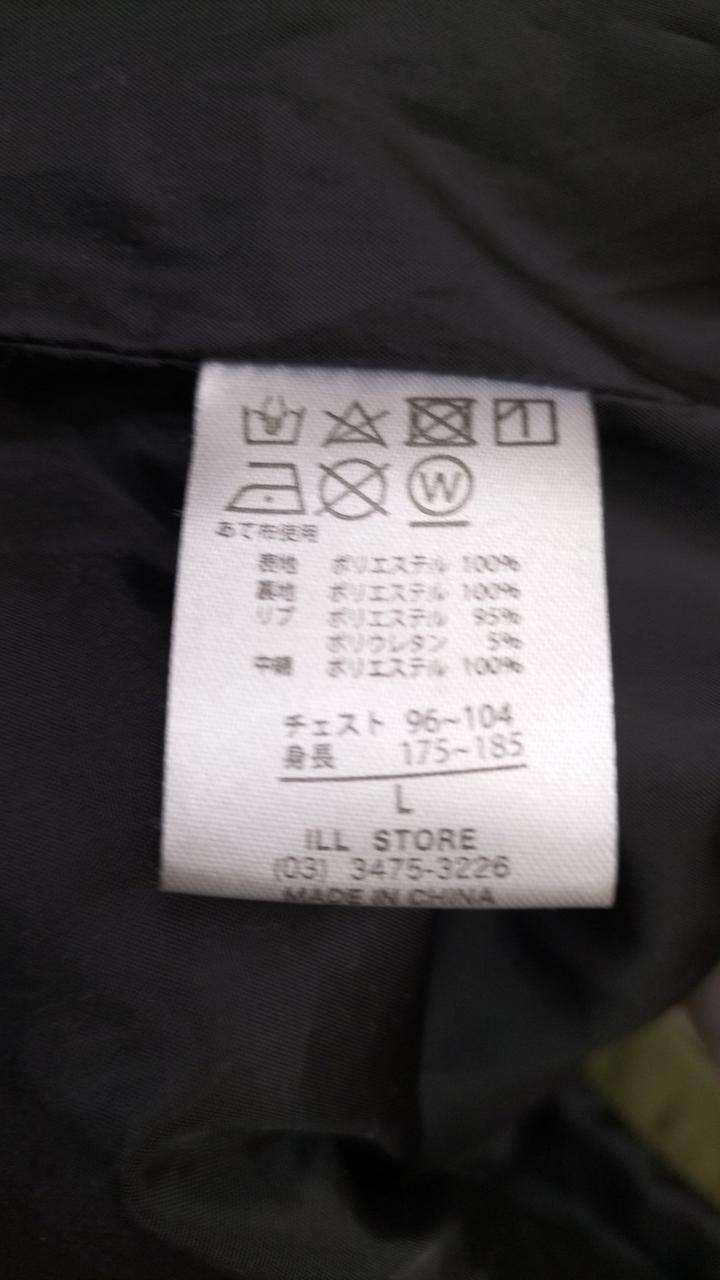 W
あて布使用
表地 ポリエステル 100%
裏地 ポリエステル 100%
リブ ポリエステル 95%
ポリウレタン 5%
中綿 ポリエステル 100%
チェスト 96~104
身長 175~185
L
ILL STORE
(03) 3475-3226
MADE IN CHINA